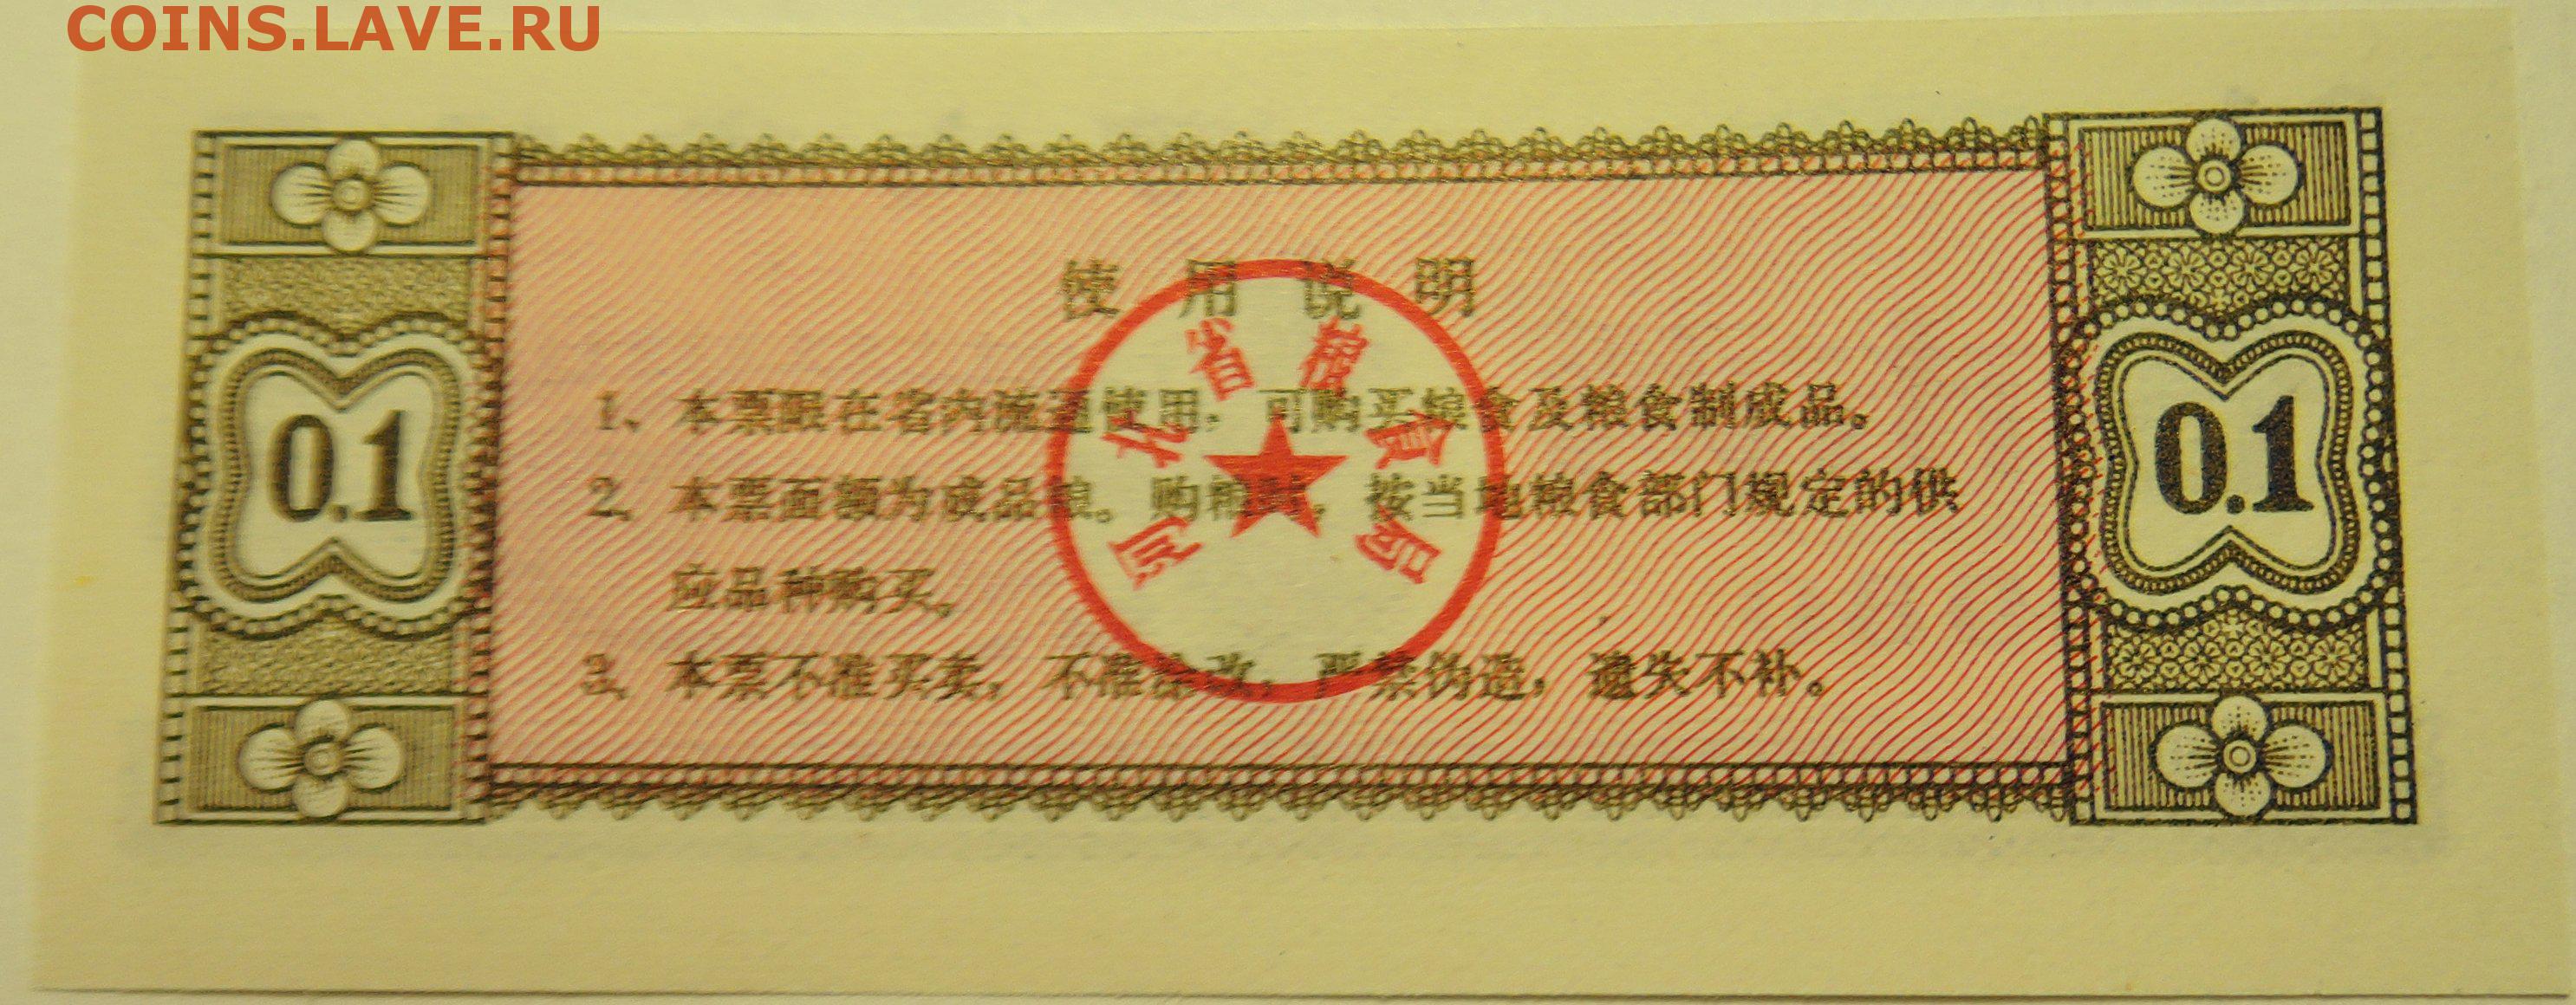 COINS.LAVE.RU
使用说明
1、本票限在省内流通使用，可购买粮食及粮食制成品。
2、本票面额为成品粮。购粮时，按当地粮食部门规定的供
应品种购买。
3、本票不准买卖，不准涂改，严禁伪造，遗失不补。
河北省粮食局
0.1
0.1